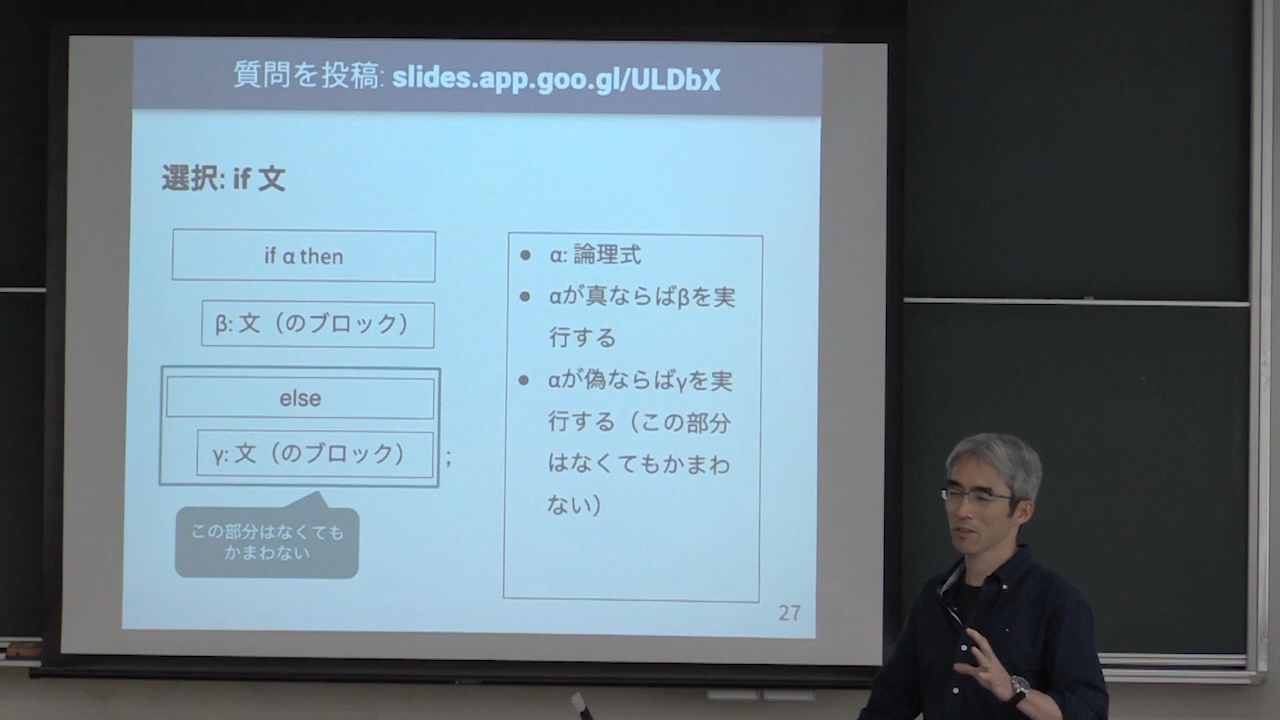 質問を投稿: slides.app.goo.gl/ULDbX
選択: if 文
if α then
β: 文（のブロック）
else
γ: 文（のブロック）
;
この部分はなくても
かまわない
● α: 論理式
● αが真ならばβを実
行する
● αが偽ならばγを実
行する（この部分
はなくてもかまわ
ない）
27